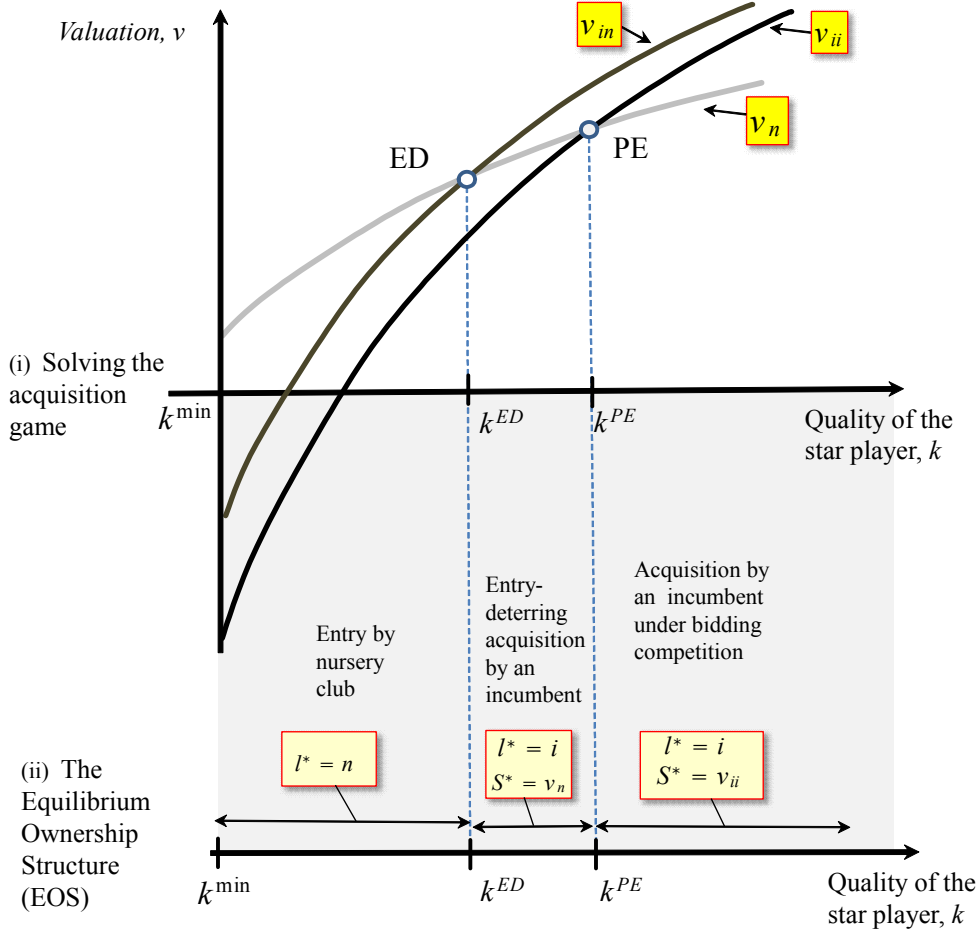 Valuation, v
v_in
v_ii
v_n
ED
PE
(i) Solving the
acquisition
game
k^min
k^ED
k^PE
Quality of the
star player, k
Entry by
nursery
club
Entry-
deterring
acquisition
by an
incumbent
Acquisition by
an incumbent
under bidding
competition
l* = n
l* = i
S* = v_n
l* = i
S* = v_ii
(ii) The
Equilibrium
Ownership
Structure
(EOS)
k^min
k^ED
k^PE
Quality of the
star player, k